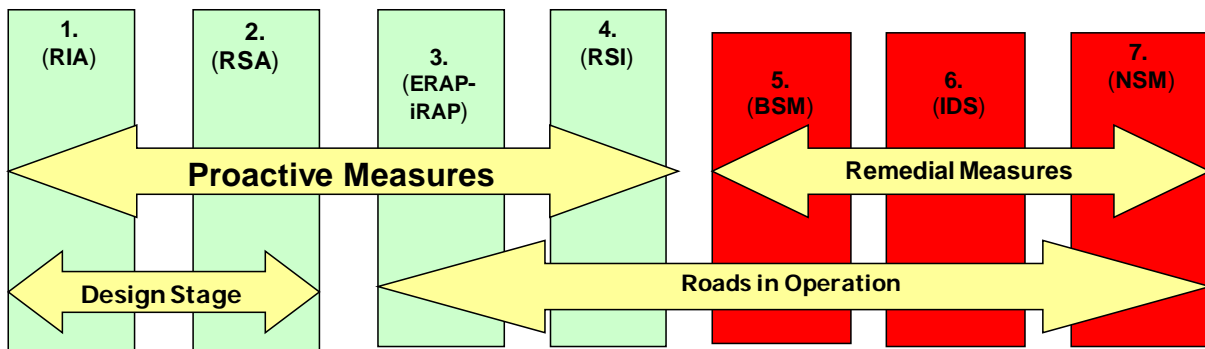 1.
(RIA)
2.
(RSA)
3.
(ERAP-
iRAP)
4.
(RSI)
5.
(BSM)
6.
(IDS)
7.
(NSM)
Proactive Measures
Remedial Measures
Design Stage
Roads in Operation